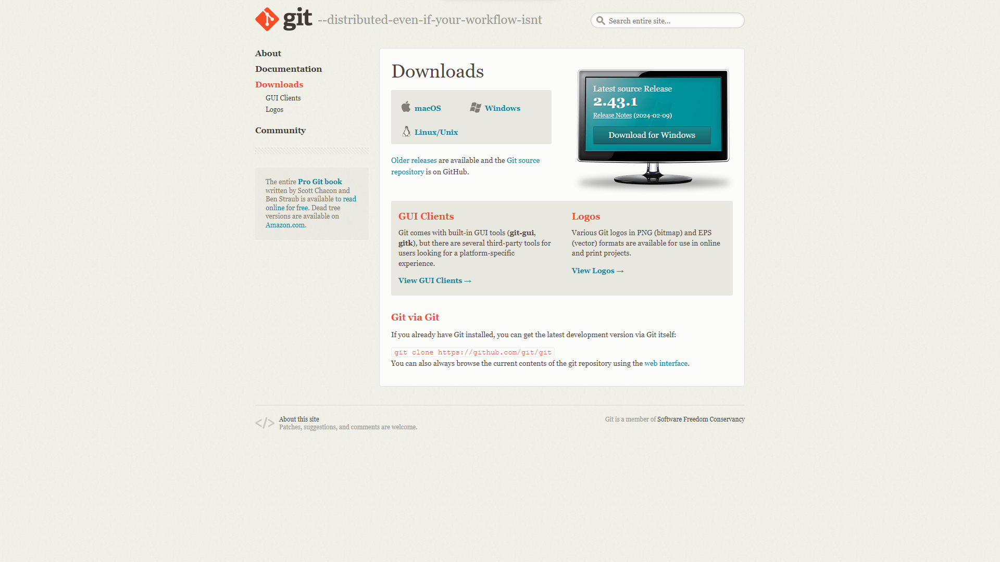 git --distributed-even-if-your-workflow-isnt
Search entire site...
About
Documentation
Downloads
GUI Clients
Logos
Community
The entire Pro Git book
written by Scott Chacon and
Ben Straub is available to read
online for free. Dead tree
versions are available on
Amazon.com.
Downloads
macOS
Windows
Linux/Unix
Older releases are available and the Git source
repository is on GitHub.
Latest source Release
2.43.1
Release Notes (2024-02-09)
Download for Windows
GUI Clients
Git comes with built-in GUI tools (git-gui,
gitk), but there are several third-party tools for
users looking for a platform-specific
experience.
View GUI Clients →
Logos
Various Git logos in PNG (bitmap) and EPS
(vector) formats are available for use in online
and print projects.
View Logos →
Git via Git
If you already have Git installed, you can get the latest development version via Git itself:
git clone https://github.com/git/git
You can also always browse the current contents of the git repository using the web interface.
</> About this site
Patches, suggestions, and comments are welcome.
Git is a member of Software Freedom Conservancy